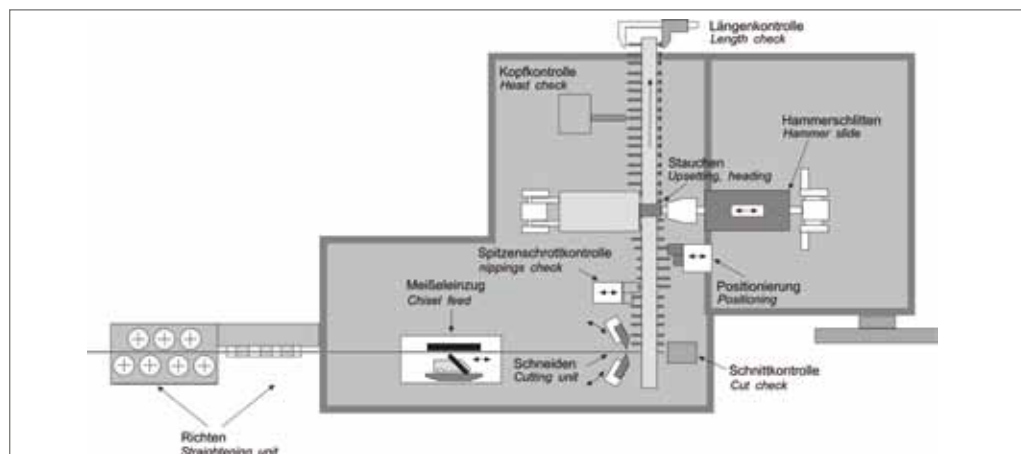 Längenkontrolle
Length check
Kopfkontrolle
Head check
Hammerschlitten
Hammer slide
Stauchen
Upsetting, heading
Spitzenschrottkontrolle
nippings check
Meißeleinzug
Chisel feed
Positionierung
Positioning
Schneiden
Cutting unit
Schnittkontrolle
Cut check
Richten
Straightening unit